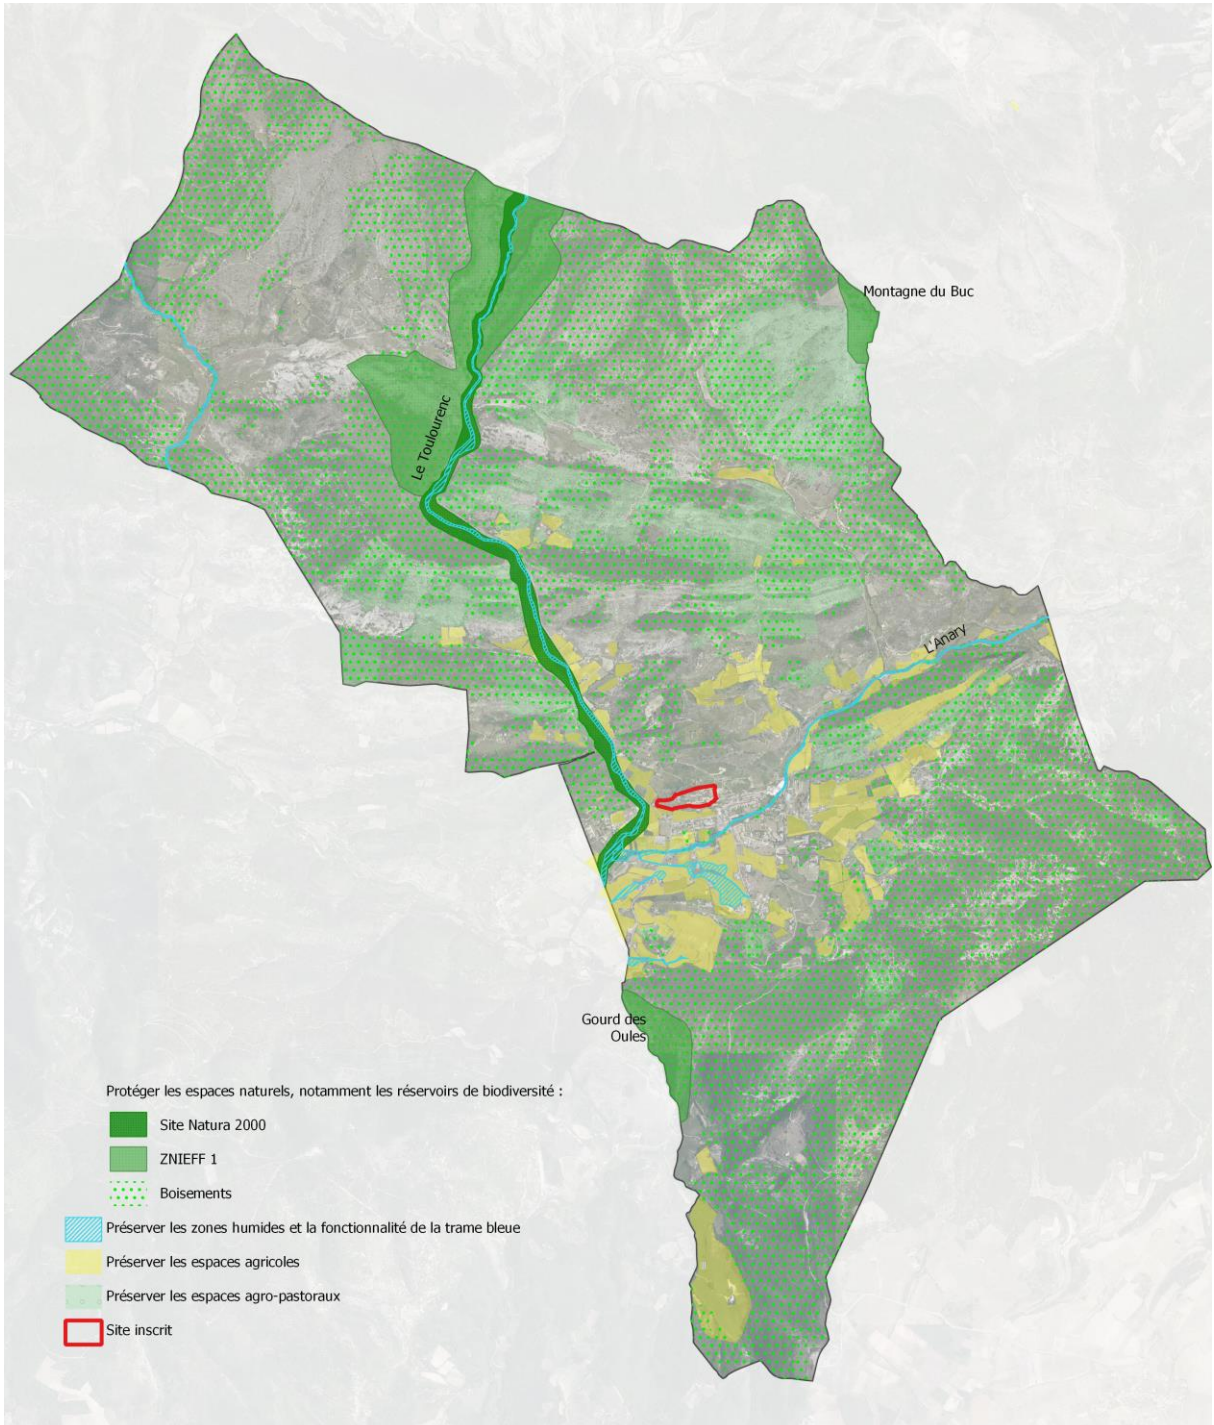 Montagne du Buc
Le Toulourenc
L'Anary
Gourd des
Oules
Protéger les espaces naturels, notamment les réservoirs de biodiversité :
Site Natura 2000
ZNIEFF 1
Boisements
Préserver les zones humides et la fonctionnalité de la trame bleue
Préserver les espaces agricoles
Préserver les espaces agro-pastoraux
Site inscrit